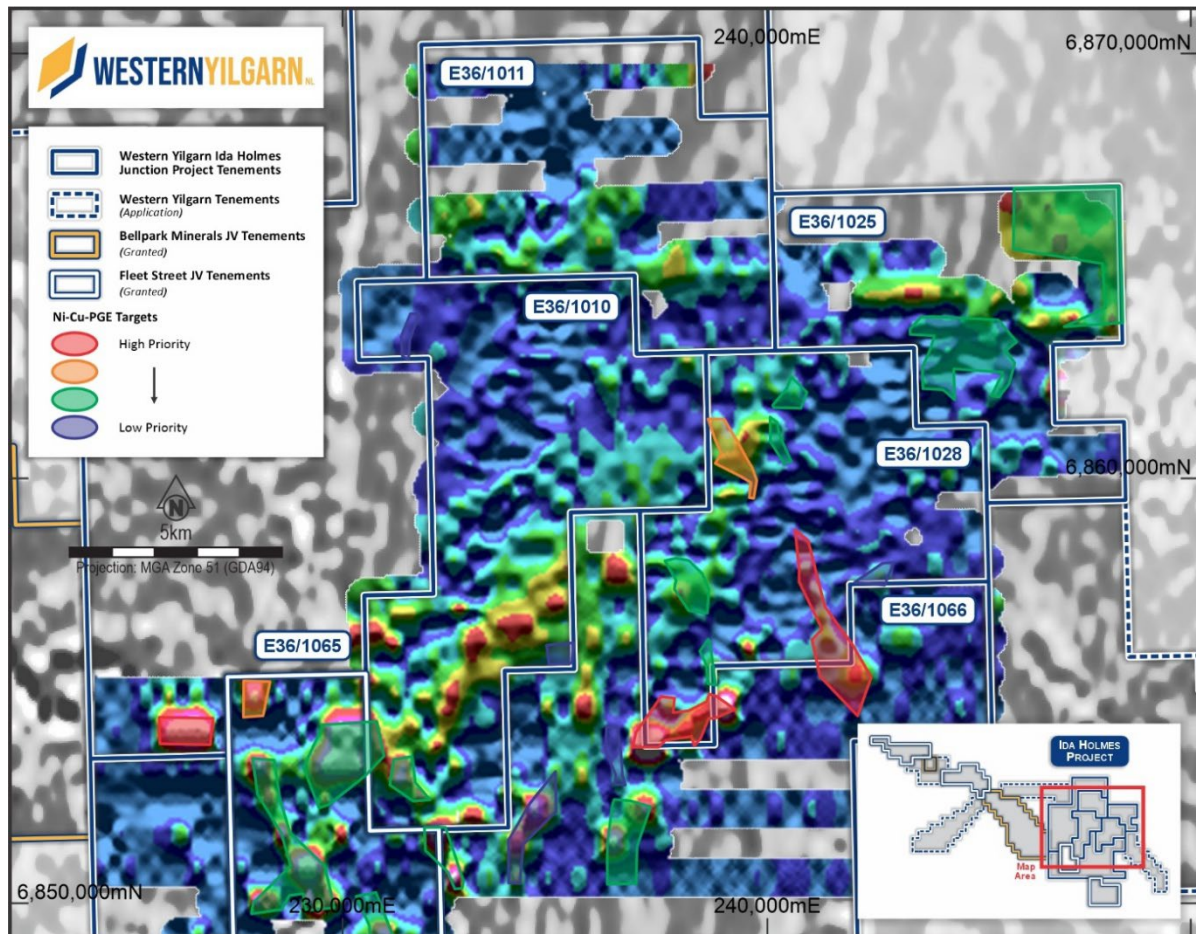 WESTERNYILGARN NL
Western Yilgarn Ida Holmes
Junction Project Tenements
Western Yilgarn Tenements
(Application)
Bellpark Minerals JV Tenements
(Granted)
Fleet Street JV Tenements
(Granted)
Ni-Cu-PGE Targets
High Priority
Low Priority
N
5km
Projection: MGA Zone 51 (GDA94)
240,000mE
6,870,000mN
E36/1011
E36/1025
E36/1010
E36/1028
6,860,000mN
E36/1066
E36/1065
6,850,000mN
230,000mE
240,000mE
IDA HOLMES
PROJECT
Map
Area